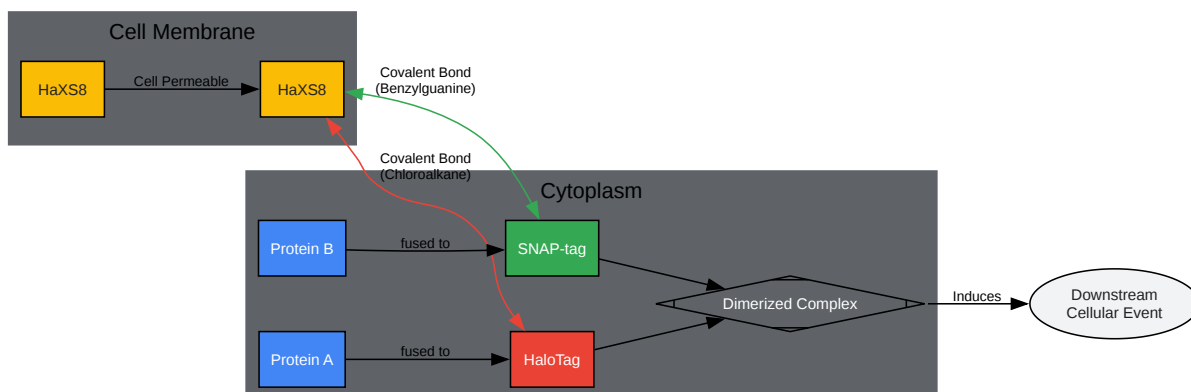 Cell Membrane
HaXS8
Cell Permeable
HaXS8
Covalent Bond
(Benzylguanine)
Covalent Bond
(Chloroalkane)
Cytoplasm
Protein B
fused to
SNAP-tag
Dimerized Complex
Induces
Downstream
Cellular Event
Protein A
fused to
HaloTag